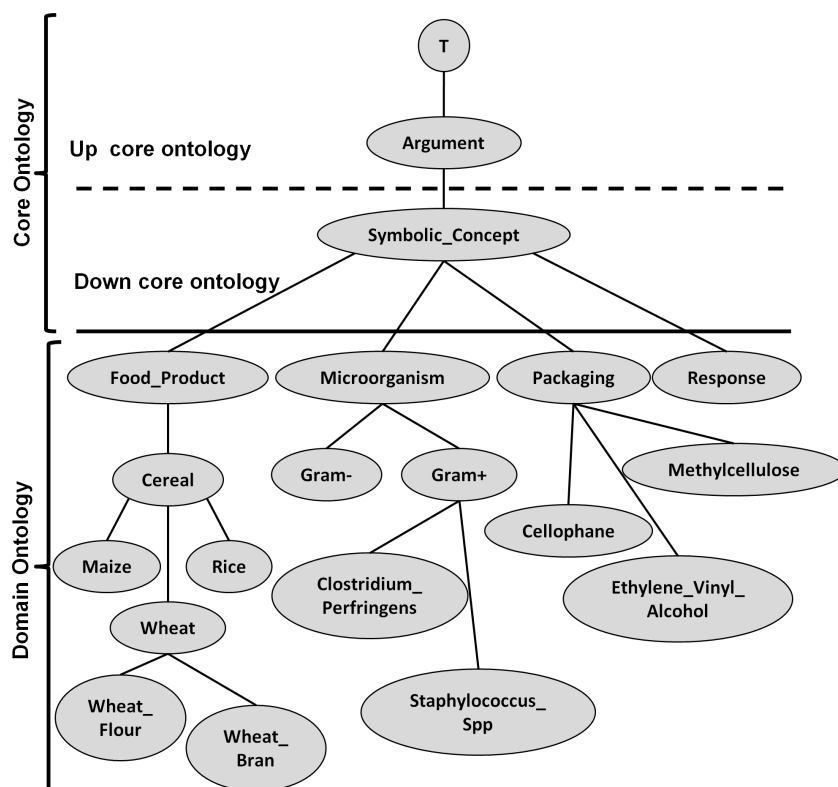 T
Core Ontology
Up core ontology
Argument
Symbolic_Concept
Down core ontology
Domain Ontology
Food_Product
Microorganism
Packaging
Response
Cereal
Gram-
Gram+
Methylcellulose
Cellophane
Maize
Rice
Clostridium_
Perfringens
Ethylene_Vinyl_
Alcohol
Wheat
Wheat_
Flour
Wheat_
Bran
Staphylococcus_
Spp